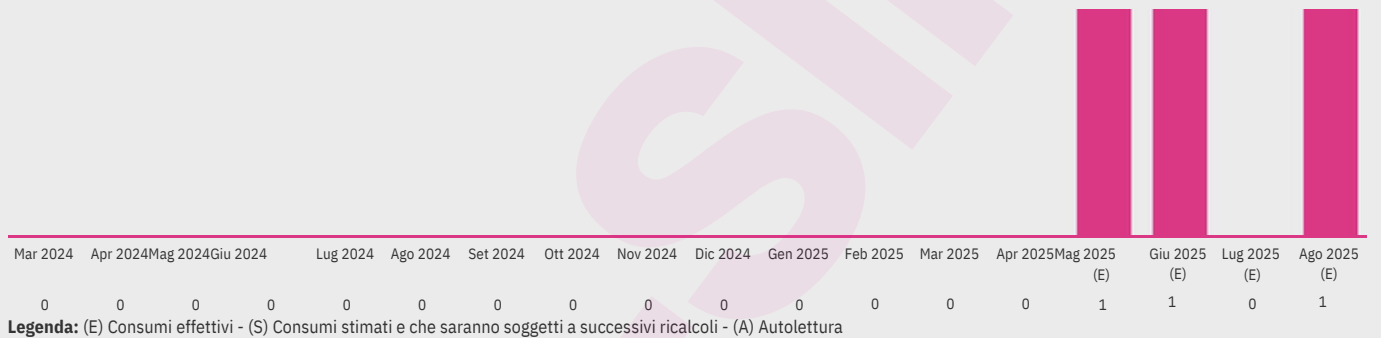 Mar 2024 Apr 2024Mag 2024Giu 2024 Lug 2024 Ago 2024 Set 2024 Ott 2024 Nov 2024 Dic 2024 Gen 2025 Feb 2025 Mar 2025 Apr 2025Mag 2025 Giu 2025 Lug 2025 Ago 2025
(E) (E) (E) (E)
0 0 0 0 0 0 0 0 0 0 0 0 0 0 1 1 0 1
Legenda: (E) Consumi effettivi - (S) Consumi stimati e che saranno soggetti a successivi ricalcoli - (A) Autolettura